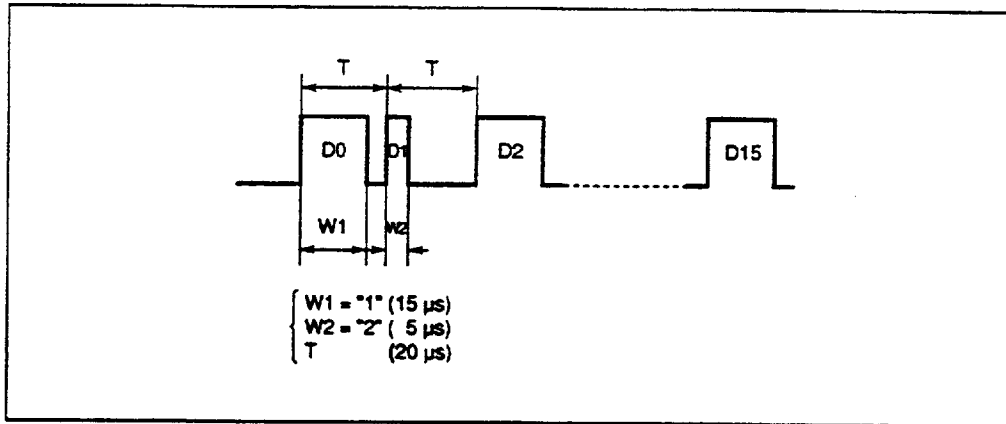 T T
D0 D1 D2 D15
W1 W2
W1 = "1" (15 μs)
W2 = "2" ( 5 μs)
T (20 μs)